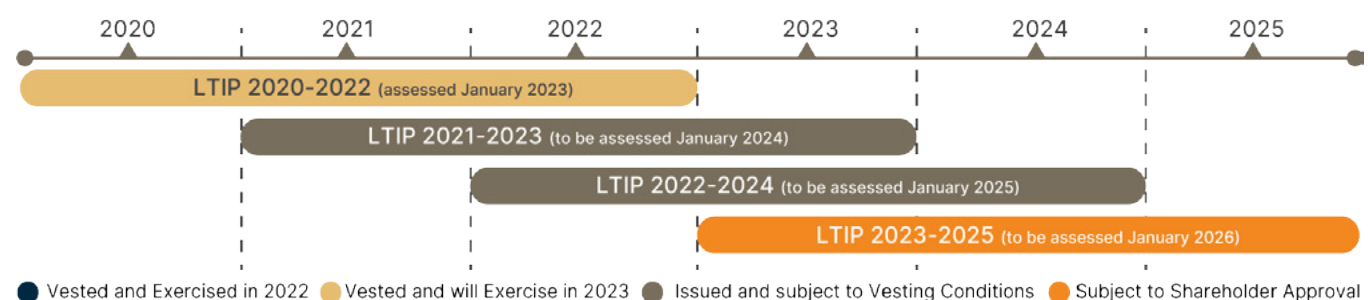 2020 2021 2022 2023 2024 2025
LTIP 2020-2022 (assessed January 2023)
LTIP 2021-2023 (to be assessed January 2024)
LTIP 2022-2024 (to be assessed January 2025)
LTIP 2023-2025 (to be assessed January 2026)
Vested and Exercised in 2022 Vested and will Exercise in 2023 Issued and subject to Vesting Conditions Subject to Shareholder Approval